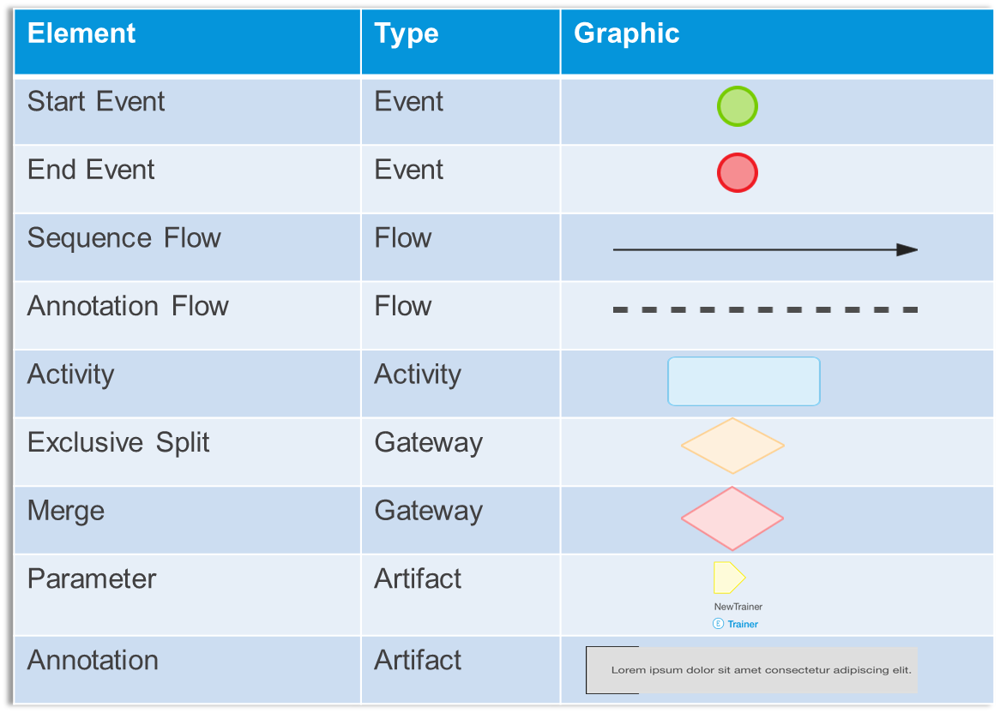 Element Type Graphic
Start Event Event
End Event Event
Sequence Flow Flow
Annotation Flow Flow
Activity Activity
Exclusive Split Gateway
Merge Gateway
Parameter Artifact
NewTrainer
E Trainer
Annotation Artifact Lorem ipsum dolor sit amet consectetur adipiscing elit.